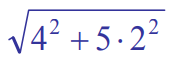 √(4² + 5 · 2²)